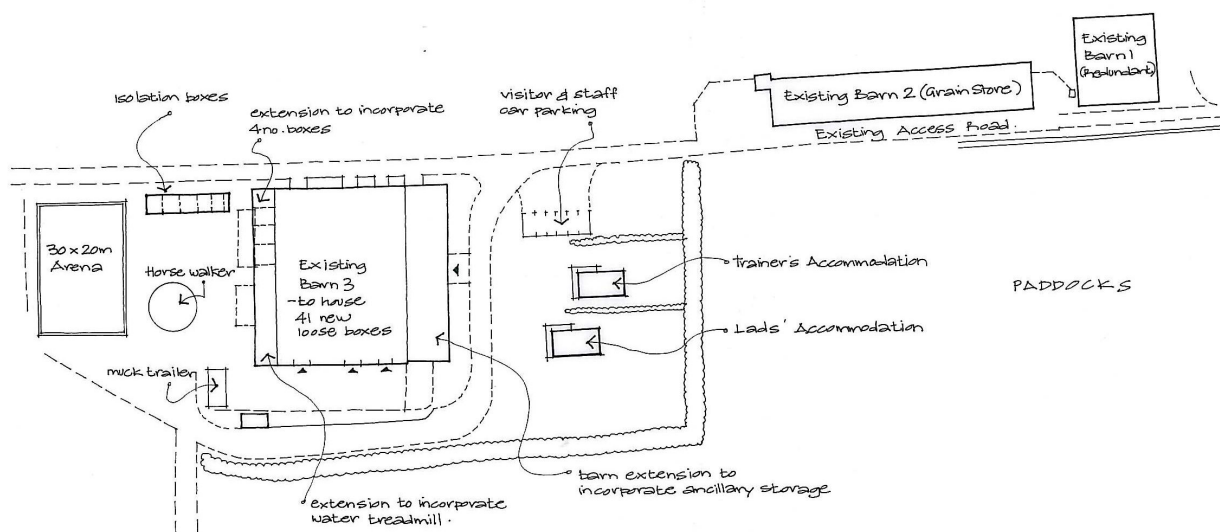 Existing
Barn 1
(Redundant)
Existing Barn 2 (Grain Store)
Existing Access Road.
Isolation boxes
extension to incorporate
4no. boxes
visitor & staff
car parking
30 x 20m
Arena
Horse walker
Existing
Barn 3
- to house
41 new
loose boxes
Trainer's Accommodation
PADDOCKS
Lads' Accommodation
muck trailer
extension to incorporate
water treadmill.
barn extension to
incorporate ancillary storage